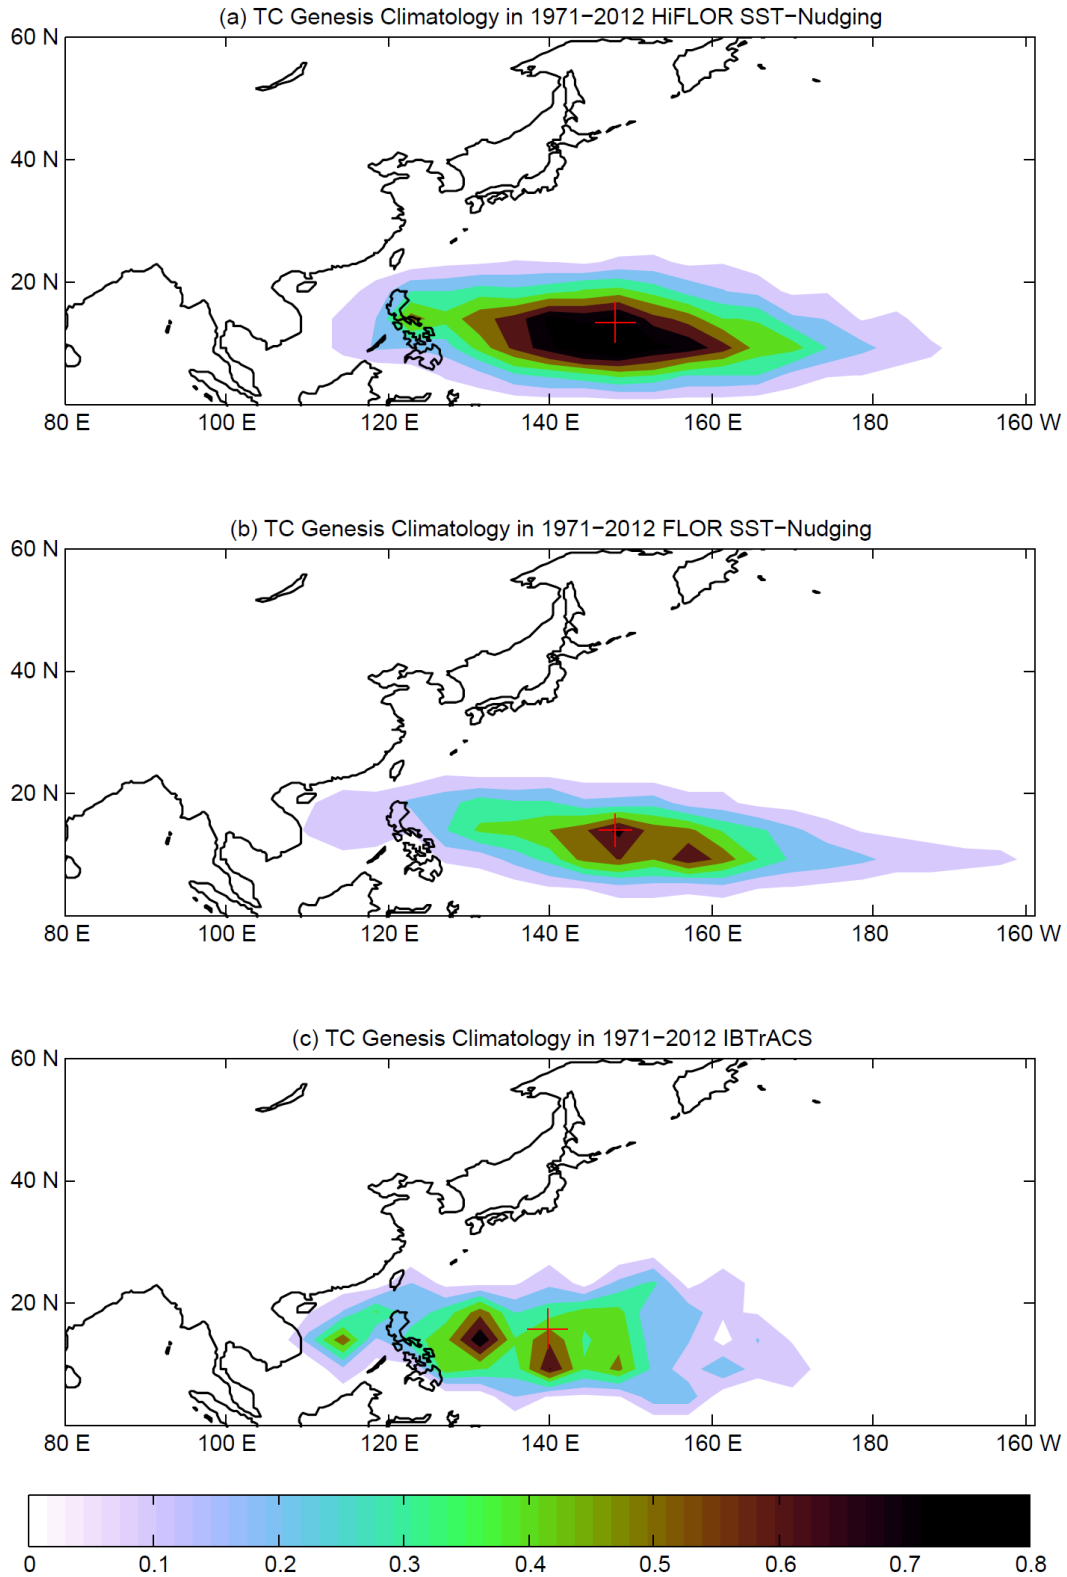 (a) TC Genesis Climatology in 1971−2012 HiFLOR SST−Nudging
60 N
40 N
20 N
80 E 100 E 120 E 140 E 160 E 180 160 W
(b) TC Genesis Climatology in 1971−2012 FLOR SST−Nudging
60 N
40 N
20 N
80 E 100 E 120 E 140 E 160 E 180 160 W
(c) TC Genesis Climatology in 1971−2012 IBTrACS
60 N
40 N
20 N
80 E 100 E 120 E 140 E 160 E 180 160 W
0 0.1 0.2 0.3 0.4 0.5 0.6 0.7 0.8